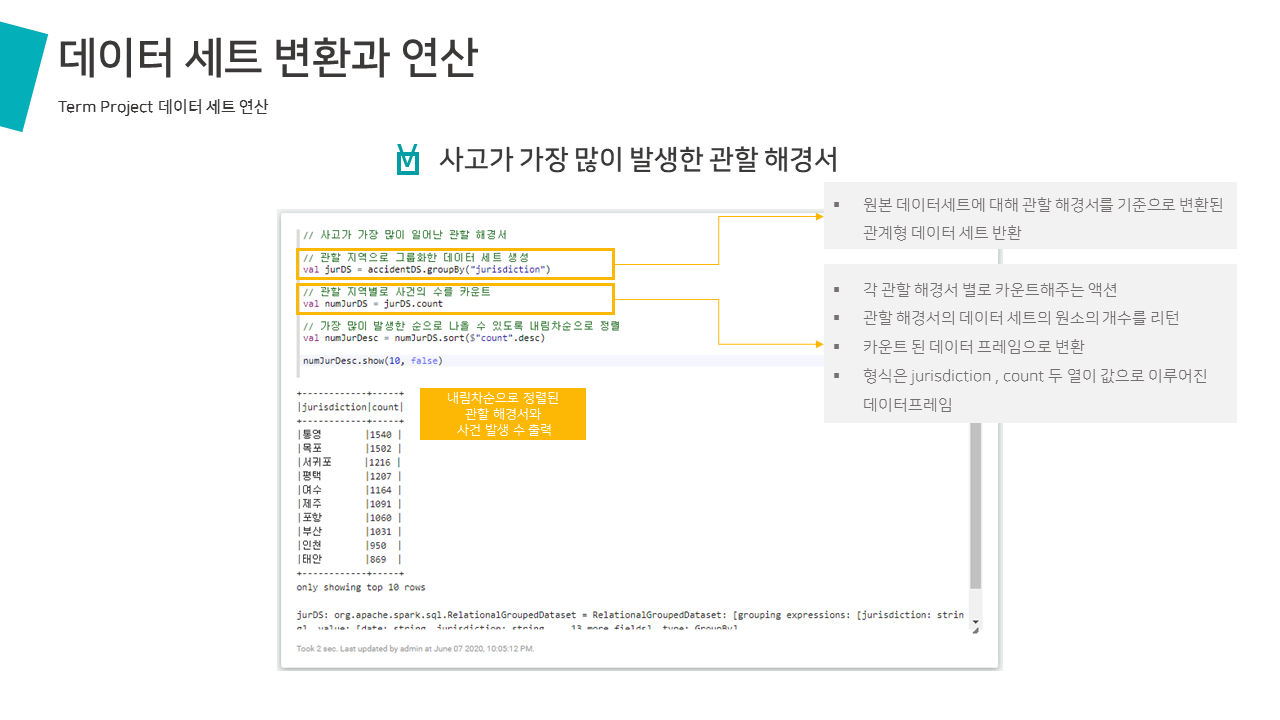 데이터 세트 변환과 연산
Term Project 데이터 세트 연산
사고가 가장 많이 발생한 관할 해경서
// 사고가 가장 많이 일어난 관할 해경서
// 관할 지역으로 그룹화한 데이터 세트 생성
val jurDS = accidentDS.groupBy("jurisdiction")
// 관할 지역별로 사건의 수를 카운트
val numJurDS = jurDS.count
// 가장 많이 발생한 순으로 나올 수 있도록 내림차순으로 정렬
val numJurDesc = numJurDS.sort($"count".desc)
numJurDesc.show(10, false)
▪ 원본 데이터세트에 대해 관할 해경서를 기준으로 변환된
관계형 데이터 세트 반환
▪ 각 관할 해경서 별로 카운트해주는 액션
▪ 관할 해경서의 데이터 세트의 원소의 개수를 리턴
▪ 카운트 된 데이터 프레임으로 변환
▪ 형식은 jurisdiction , count 두 열이 값으로 이루어진
데이터프레임
내림차순으로 정렬된
관할 해경서와
사건 발생 수 출력
+------------+-----+
|jurisdiction|count|
+------------+-----+
|통영 |1540 |
|목포 |1502 |
|서귀포 |1216 |
|평택 |1207 |
|여수 |1164 |
|제주 |1091 |
|포항 |1060 |
|부산 |1031 |
|인천 |950 |
|태안 |869 |
+------------+-----+
only showing top 10 rows
jurDS: org.apache.spark.sql.RelationalGroupedDataset = RelationalGroupedDataset: [grouping expressions: [jurisdiction: strin
g], value: [date: string, jurisdiction: string ... 13 more fields], type: GroupBy]
Took 2 sec. Last updated by admin at June 07 2020, 10:05:12 PM.